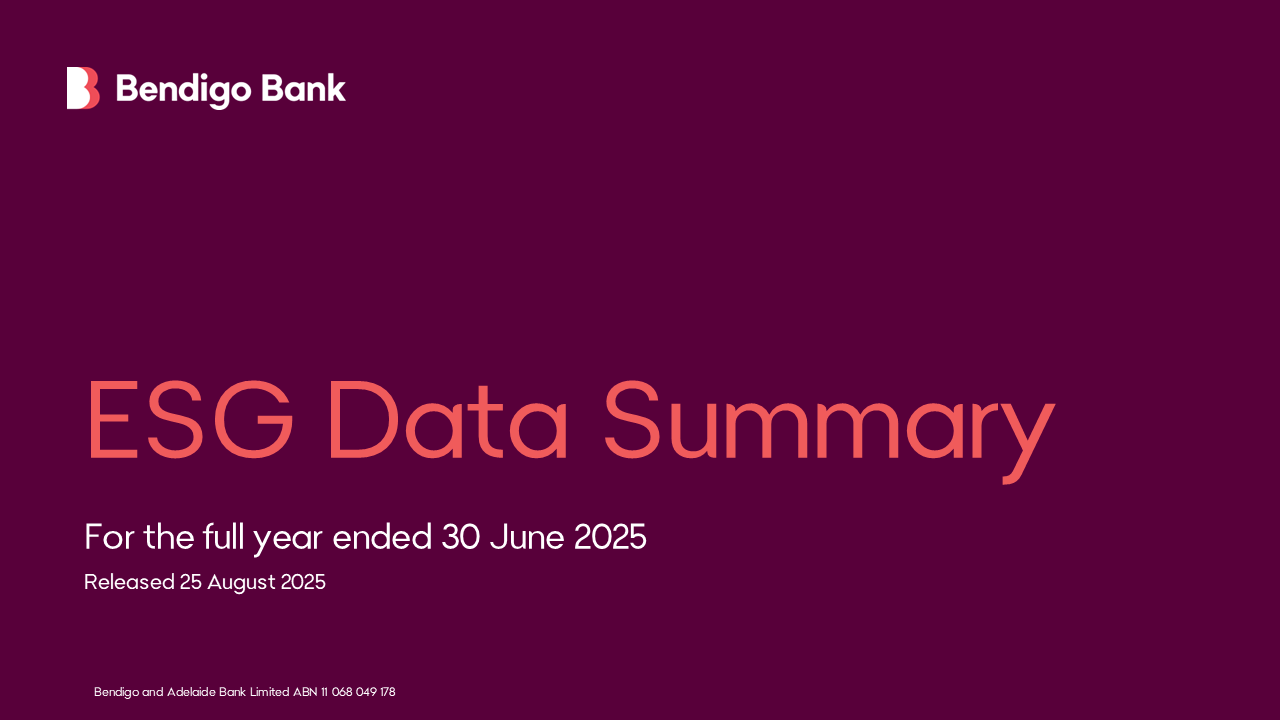 Bendigo Bank
ESG Data Summary
For the full year ended 30 June 2025
Released 25 August 2025
Bendigo and Adelaide Bank Limited ABN 11 068 049 178